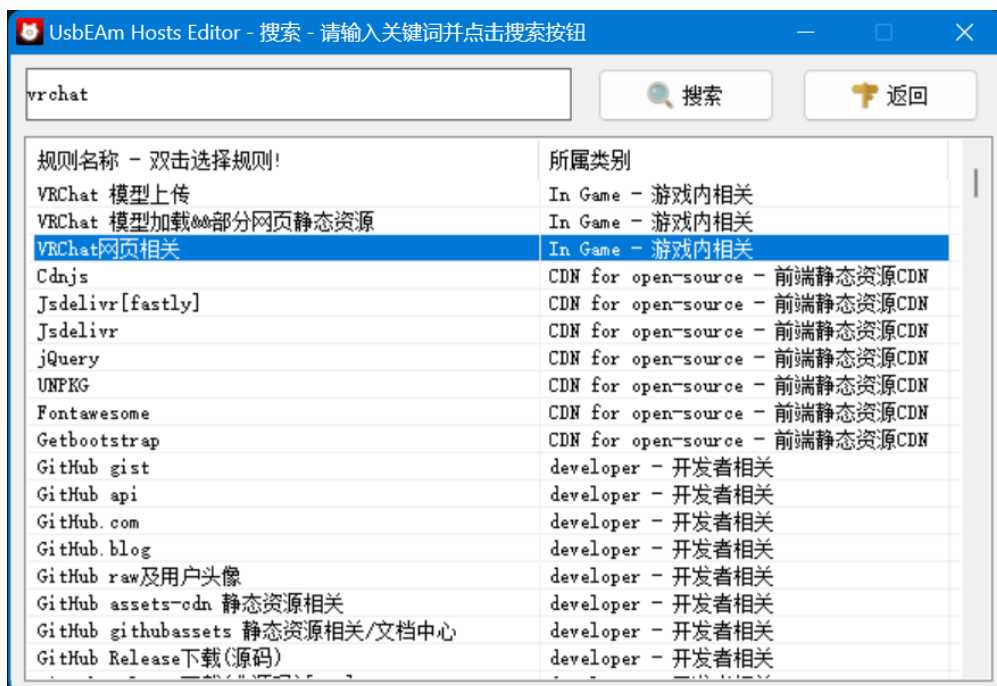 UsbEAm Hosts Editor - 搜索 - 请输入关键词并点击搜索按钮
vrchat 搜索 返回
规则名称 - 双击选择规则! 所属类别
VRChat 模型上传 In Game - 游戏内相关
VRChat 模型加载&&部分网页静态资源 In Game - 游戏内相关
VRChat网页相关 In Game - 游戏内相关
Cdnjs CDN for open-source - 前端静态资源CDN
Jsdelivr[fastly] CDN for open-source - 前端静态资源CDN
Jsdelivr CDN for open-source - 前端静态资源CDN
jQuery CDN for open-source - 前端静态资源CDN
UNPKG CDN for open-source - 前端静态资源CDN
Fontawesome CDN for open-source - 前端静态资源CDN
Getbootstrap CDN for open-source - 前端静态资源CDN
GitHub gist developer - 开发者相关
GitHub api developer - 开发者相关
GitHub.com developer - 开发者相关
GitHub.blog developer - 开发者相关
GitHub raw及用户头像 developer - 开发者相关
GitHub assets-cdn 静态资源相关 developer - 开发者相关
GitHub githubassets 静态资源相关/文档中心 developer - 开发者相关
GitHub Release下载(源码) developer - 开发者相关